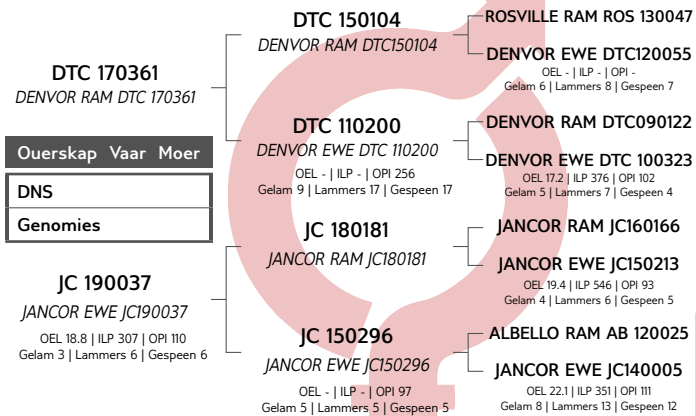 DTC 170361
DENVOR RAM DTC 170361
Ouerskap Vaar Moer
DNS
Genomies
JC 190037
JANCOR EWE JC190037
OEL 18.8 | ILP 307 | OPI 110
Gelam 3 | Lammers 6 | Gespeen 6
DTC 150104
DENVOR RAM DTC150104
DTC 110200
DENVOR EWE DTC 110200
OEL - | ILP - | OPI 256
Gelam 9 | Lammers 17 | Gespeen 17
JC 180181
JANCOR RAM JC180181
JC 150296
JANCOR EWE JC150296
OEL - | ILP - | OPI 97
Gelam 5 | Lammers 5 | Gespeen 5
ROSVILLE RAM ROS 130047
DENVOR EWE DTC120055
OEL - | ILP - | OPI -
Gelam 6 | Lammers 8 | Gespeen 7
DENVOR RAM DTC090122
DENVOR EWE DTC 100323
OEL 17.2 | ILP 376 | OPI 102
Gelam 5 | Lammers 7 | Gespeen 4
JANCOR RAM JC160166
JANCOR EWE JC150213
OEL 19.4 | ILP 546 | OPI 93
Gelam 4 | Lammers 6 | Gespeen 5
ALBELLO RAM AB 120025
JANCOR EWE JC140005
OEL 22.1 | ILP 351 | OPI 111
Gelam 8 | Lammers 13 | Gespeen 12